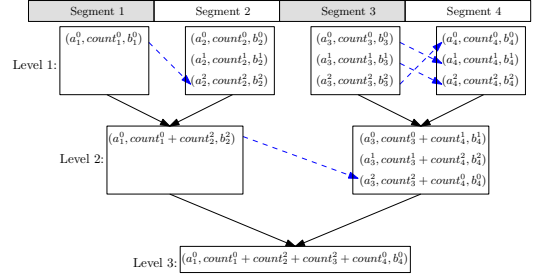 Segment 1 Segment 2 Segment 3 Segment 4
Level 1:
(a_1^0, count_1^0, b_1^0)
(a_2^0, count_2^0, b_2^0)
(a_2^1, count_2^1, b_2^1)
(a_2^2, count_2^2, b_2^2)
(a_3^0, count_3^0, b_3^0)
(a_3^1, count_3^1, b_3^1)
(a_3^2, count_3^2, b_3^2)
(a_4^0, count_4^0, b_4^0)
(a_4^1, count_4^1, b_4^1)
(a_4^2, count_4^2, b_4^2)
Level 2:
(a_1^0, count_1^0 + count_2^2, b_2^2)
(a_3^0, count_3^0 + count_4^1, b_4^1)
(a_3^1, count_3^1 + count_4^2, b_4^2)
(a_3^2, count_3^2 + count_4^0, b_4^0)
Level 3:
(a_1^0, count_1^0 + count_2^2 + count_3^2 + count_4^0, b_4^0)